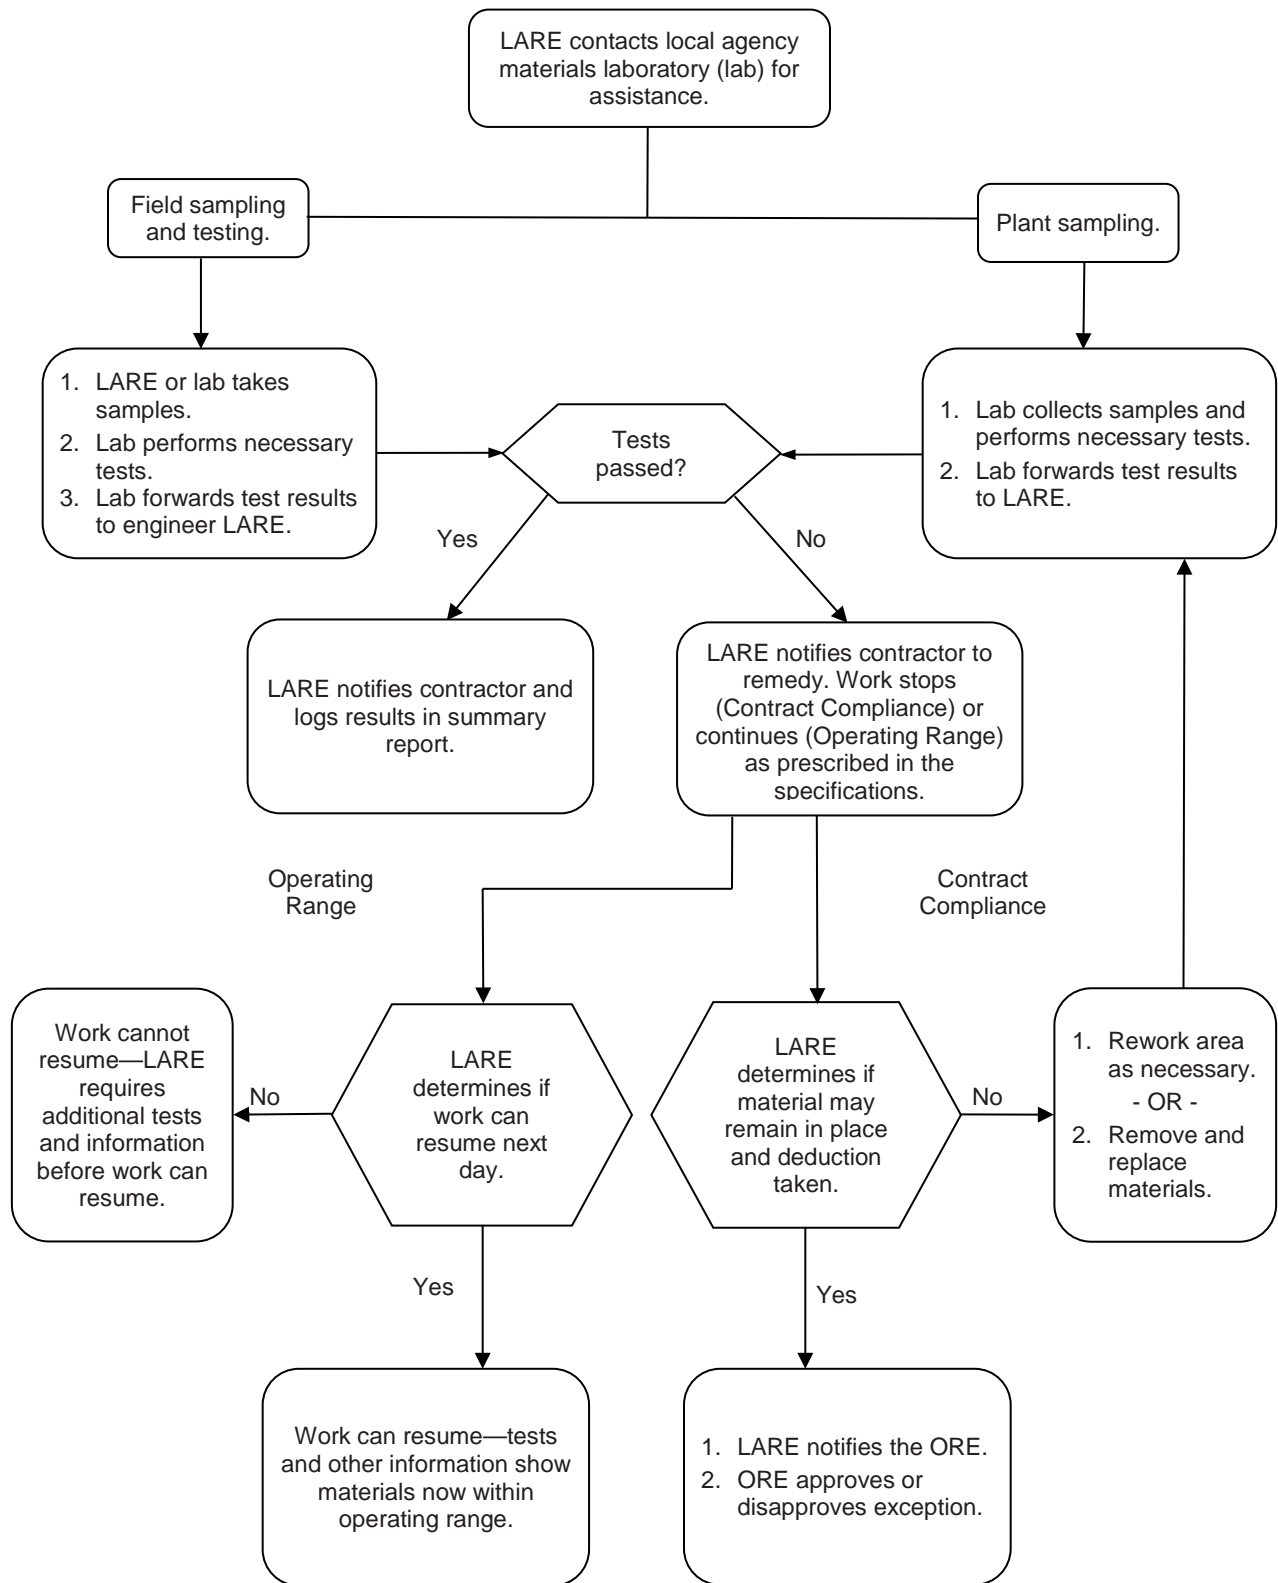 LARE contacts local agency
materials laboratory (lab) for
assistance.
Field sampling
and testing.
Plant sampling.
1. LARE or lab takes
samples.
2. Lab performs necessary
tests.
3. Lab forwards test results
to engineer LARE.
Tests
passed?
1. Lab collects samples and
performs necessary tests.
2. Lab forwards test results
to LARE.
Yes
No
LARE notifies contractor and
logs results in summary
report.
LARE notifies contractor to
remedy. Work stops
(Contract Compliance) or
continues (Operating Range)
as prescribed in the
specifications.
Operating
Range
Contract
Compliance
Work cannot
resume—LARE
requires
additional tests
and information
before work can
resume.
No
LARE
determines if
work can
resume next
day.
LARE
determines if
material may
remain in place
and deduction
taken.
No
1. Rework area
as necessary.
- OR -
2. Remove and
replace
materials.
Yes
Yes
Work can resume—tests
and other information show
materials now within
operating range.
1. LARE notifies the ORE.
2. ORE approves or
disapproves exception.